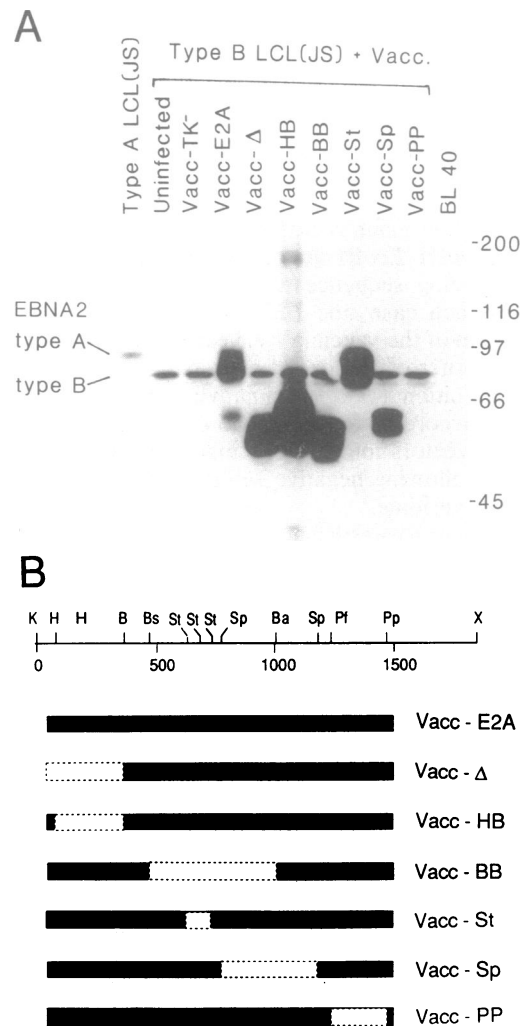 A
Type A LCL(JS)
Type B LCL(JS) + Vacc.
Uninfected
Vacc-TK-
Vacc-E2A
Vacc-Δ
Vacc-HB
Vacc-BB
Vacc-St
Vacc-Sp
Vacc-PP
BL 40
-200
-116
-97
-66
-45
EBNA2
type A
type B
B
K H H B Bs St St St Sp Ba Sp Pf Pp X
0 500 1000 1500
Vacc - E2A
Vacc - Δ
Vacc - HB
Vacc - BB
Vacc - St
Vacc - Sp
Vacc - PP